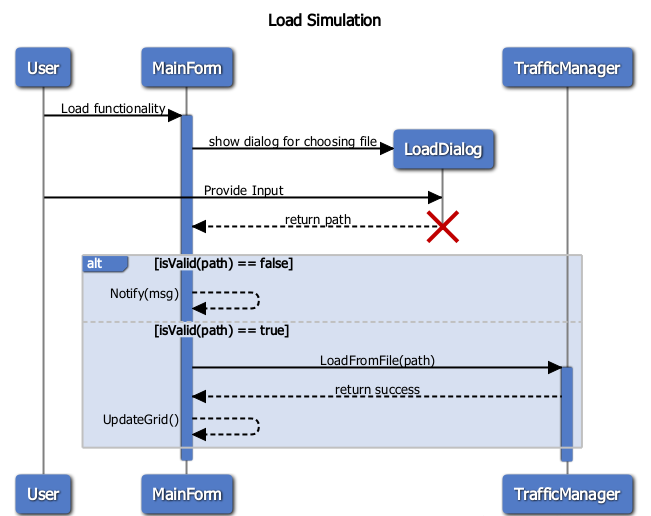 Load Simulation
User
MainForm
TrafficManager
Load functionality
show dialog for choosing file
LoadDialog
Provide Input
return path
alt
[isValid(path) == false]
Notify(msg)
[isValid(path) == true]
LoadFromFile(path)
return success
UpdateGrid()
User
MainForm
TrafficManager